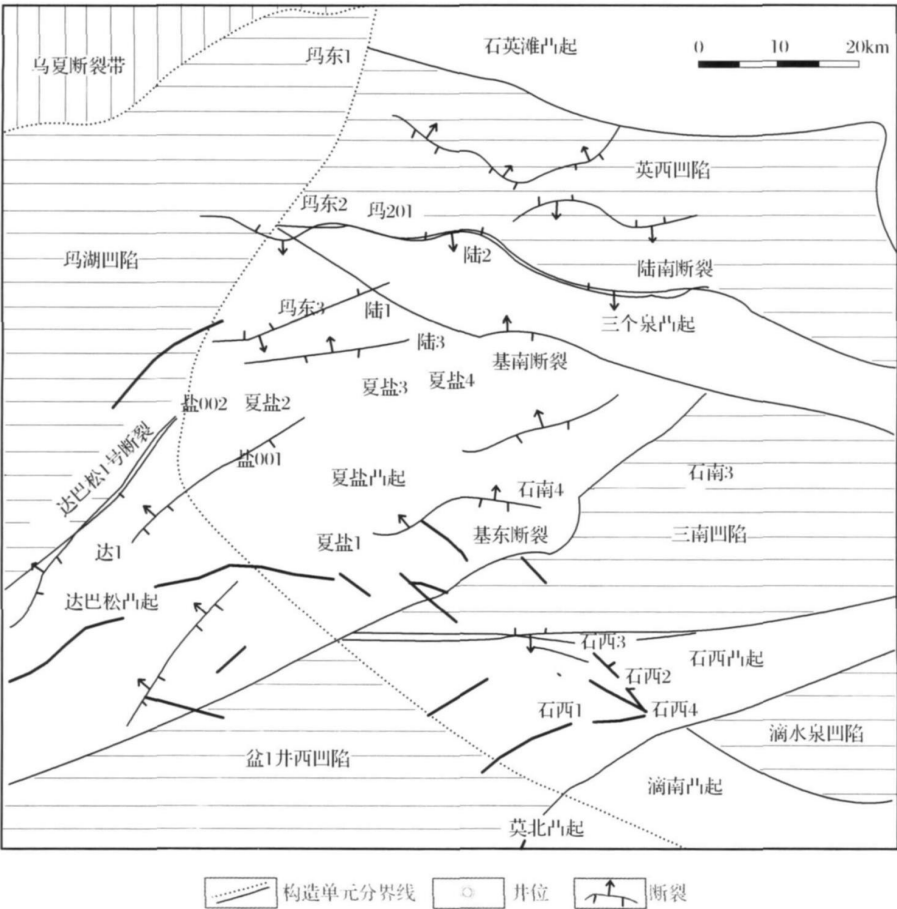 石英滩凸起
0 10 20km
玛东1
乌夏断裂带
英西凹陷
玛东2
玛201
陆2
玛湖凹陷
陆南断裂
玛东3
陆1
三个泉凸起
陆3
基南断裂
夏盐3
夏盐4
盐002
夏盐2
盐001
达巴松1号断裂
夏盐凸起
石南3
石南4
三南凹陷
夏盐1
基东断裂
达1
达巴松凸起
石西3
石西凸起
石西2
石西1
石西4
滴水泉凹陷
盆1井西凹陷
滴南凸起
莫北凸起
构造单元分界线
井位
断裂